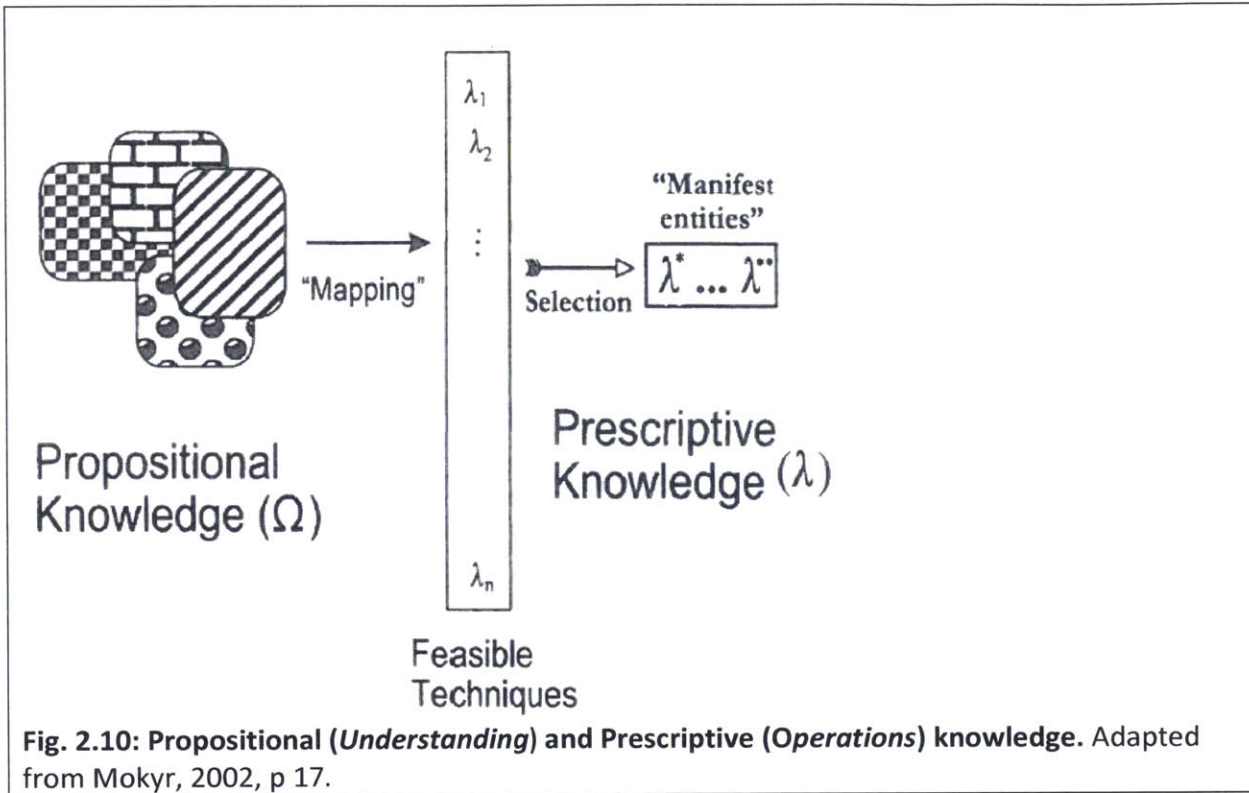 λ₁
λ₂
⋮
λₙ
"Mapping"
Selection
"Manifest
entities"
λ* ... λ**
Propositional
Knowledge (Ω)
Prescriptive
Knowledge (λ)
Feasible
Techniques
Fig. 2.10: Propositional (Understanding) and Prescriptive (Operations) knowledge. Adapted
from Mokyr, 2002, p 17.